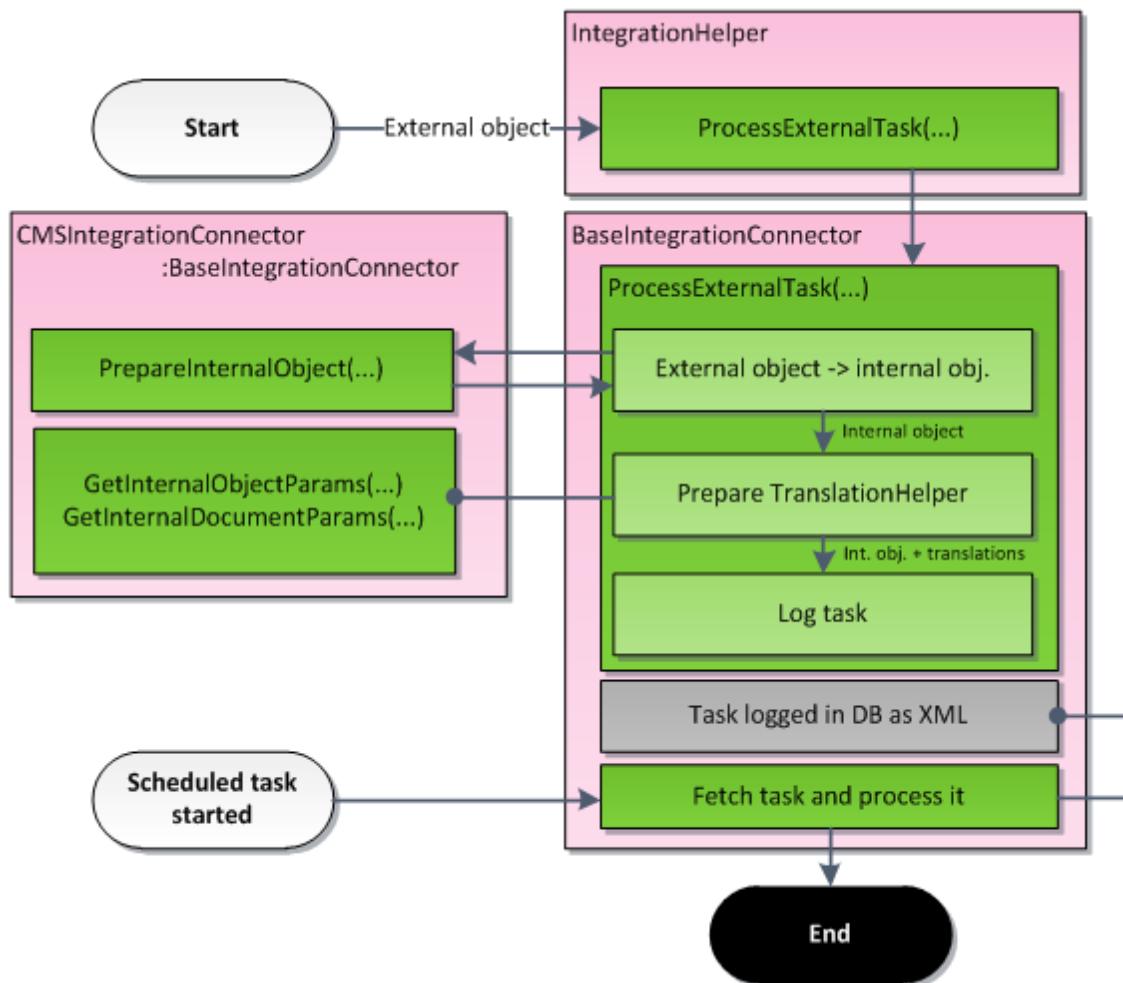 IntegrationHelper
Start
External object
ProcessExternalTask(...)
CMSIntegrationConnector
:BaseIntegrationConnector
BaseIntegrationConnector
ProcessExternalTask(...)
PrepareInternalObject(...)
External object -> internal obj.
Internal object
GetInternalObjectParams(...)
GetInternalDocumentParams(...)
Prepare TranslationHelper
Int. obj. + translations
Log task
Task logged in DB as XML
Scheduled task
started
Fetch task and process it
End